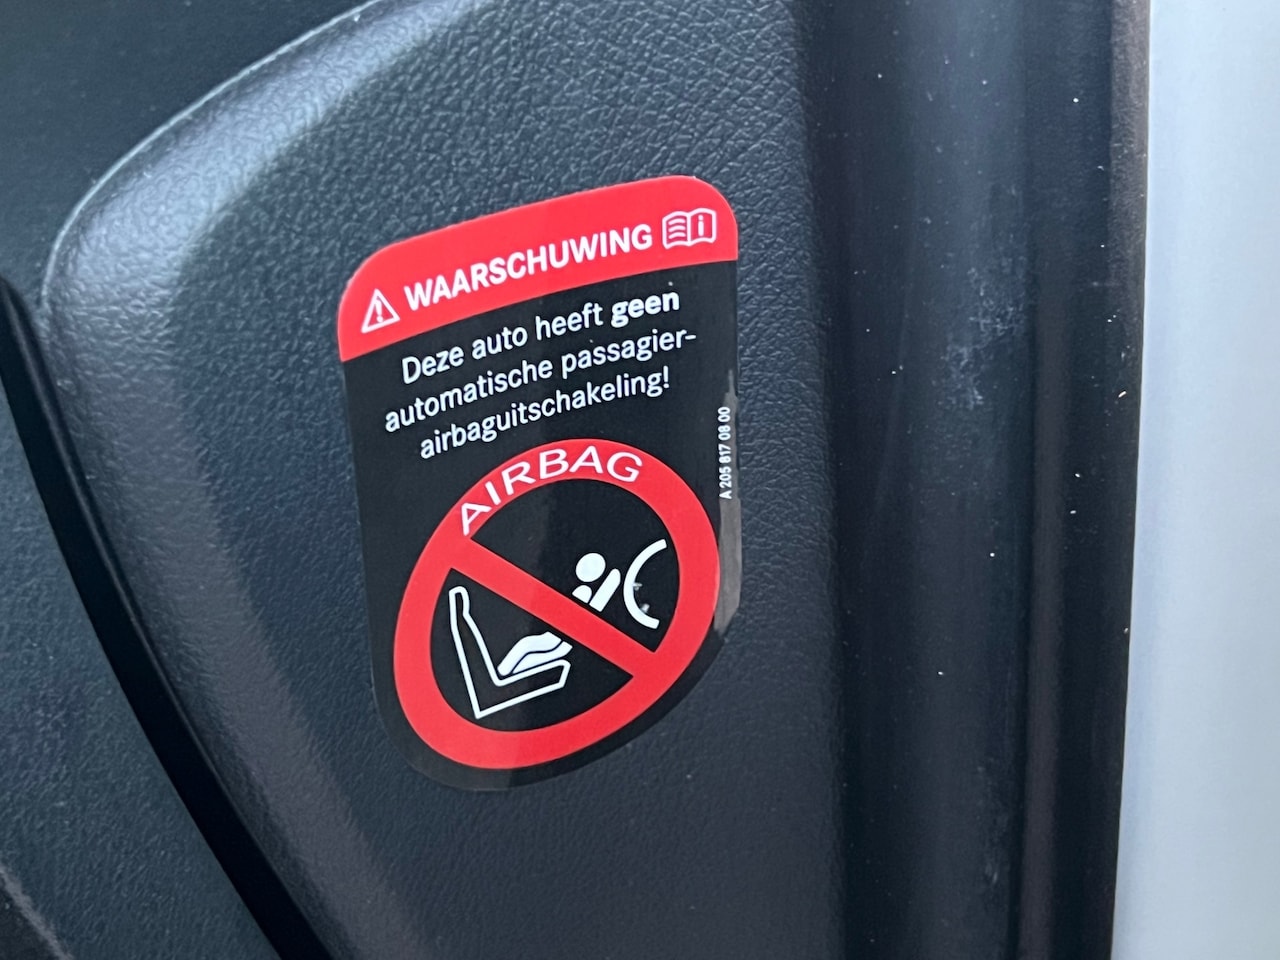 WAARSCHUWING
Deze auto heeft geen
automatische passagier-
airbaguitschakeling!
AIRBAG
A 205 817 08 00